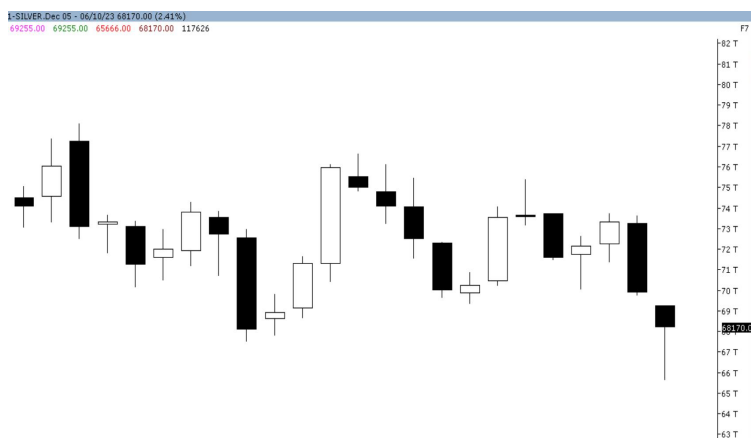 1-SILVER.Dec 05 - 06/10/23 68170.00 (2.41%)
69255.00 69255.00 65666.00 68170.00 117626 F7
82 T
81 T
80 T
79 T
78 T
77 T
76 T
75 T
74 T
73 T
72 T
71 T
70 T
69 T
68170.0
67 T
66 T
65 T
64 T
63 T